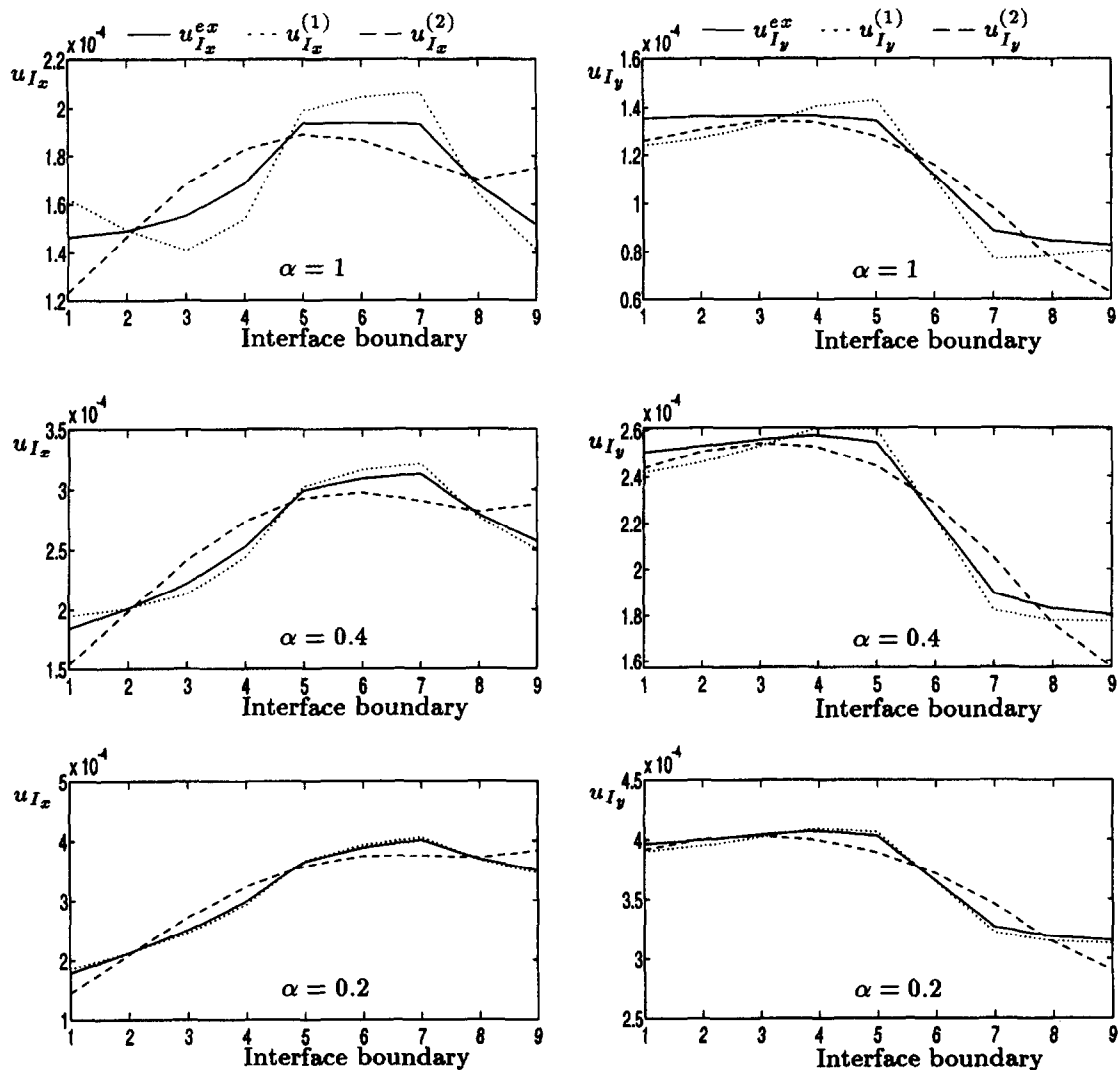 x10⁻⁴ u_{I_x}^{ex} u_{I_x}^{(1)} u_{I_x}^{(2)}
u_{I_x}
2.2
2
1.8
1.6
1.4
1.2
α = 1
1 2 3 4 5 6 7 8 9
Interface boundary
x10⁻⁴ u_{I_y}^{ex} u_{I_y}^{(1)} u_{I_y}^{(2)}
u_{I_y}
1.6
1.4
1.2
1
0.8
0.6
α = 1
1 2 3 4 5 6 7 8 9
Interface boundary
x10⁻⁴
u_{I_x}
3.5
3
2.5
2
1.5
α = 0.4
1 2 3 4 5 6 7 8 9
Interface boundary
x10⁻⁴
u_{I_y}
2.6
2.4
2.2
2
1.8
1.6
α = 0.4
1 2 3 4 5 6 7 8 9
Interface boundary
x10⁻⁴
u_{I_x}
5
4
3
2
1
α = 0.2
1 2 3 4 5 6 7 8 9
Interface boundary
x10⁻⁴
u_{I_y}
4.5
4
3.5
3
2.5
α = 0.2
1 2 3 4 5 6 7 8 9
Interface boundary